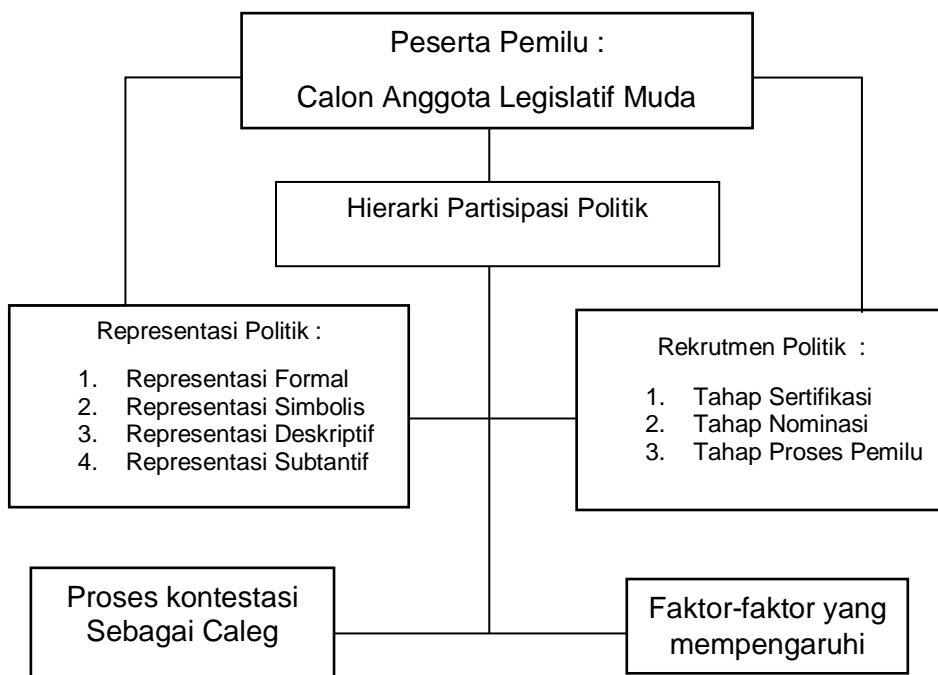 Peserta Pemilu :
Calon Anggota Legislatif Muda
Hierarki Partisipasi Politik
Representasi Politik :
1. Representasi Formal
2. Representasi Simbolis
3. Representasi Deskriptif
4. Representasi Subtantif
Rekrutmen Politik :
1. Tahap Sertifikasi
2. Tahap Nominasi
3. Tahap Proses Pemilu
Proses kontestasi
Sebagai Caleg
Faktor-faktor yang
mempengaruhi